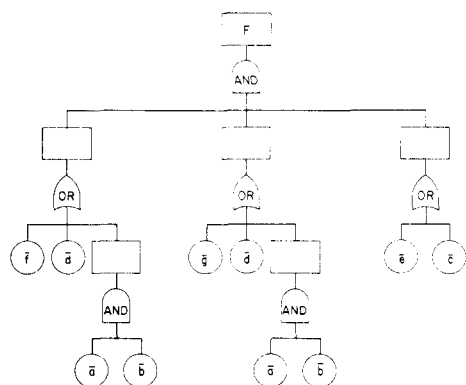 F
AND
OR OR OR
f̄ d̄ ḡ d̄ ē c̄
AND AND
ā b̄ ā b̄